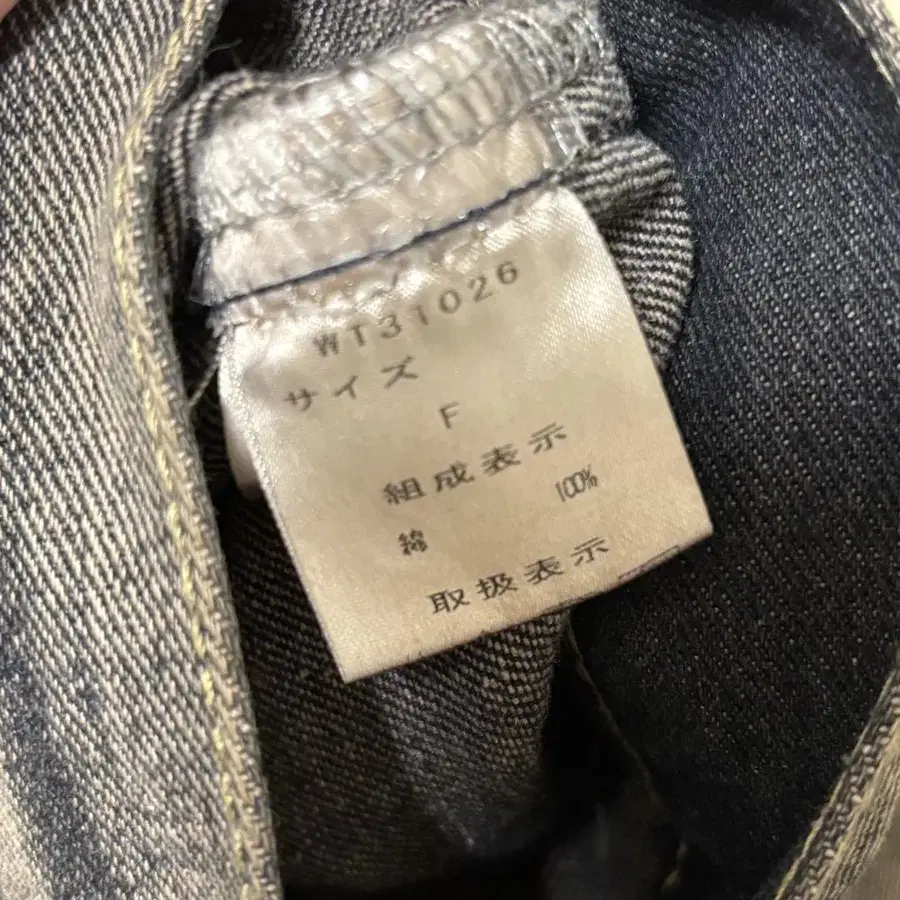 WT31026
サイズ
F
組成表示
綿 100%
取扱表示